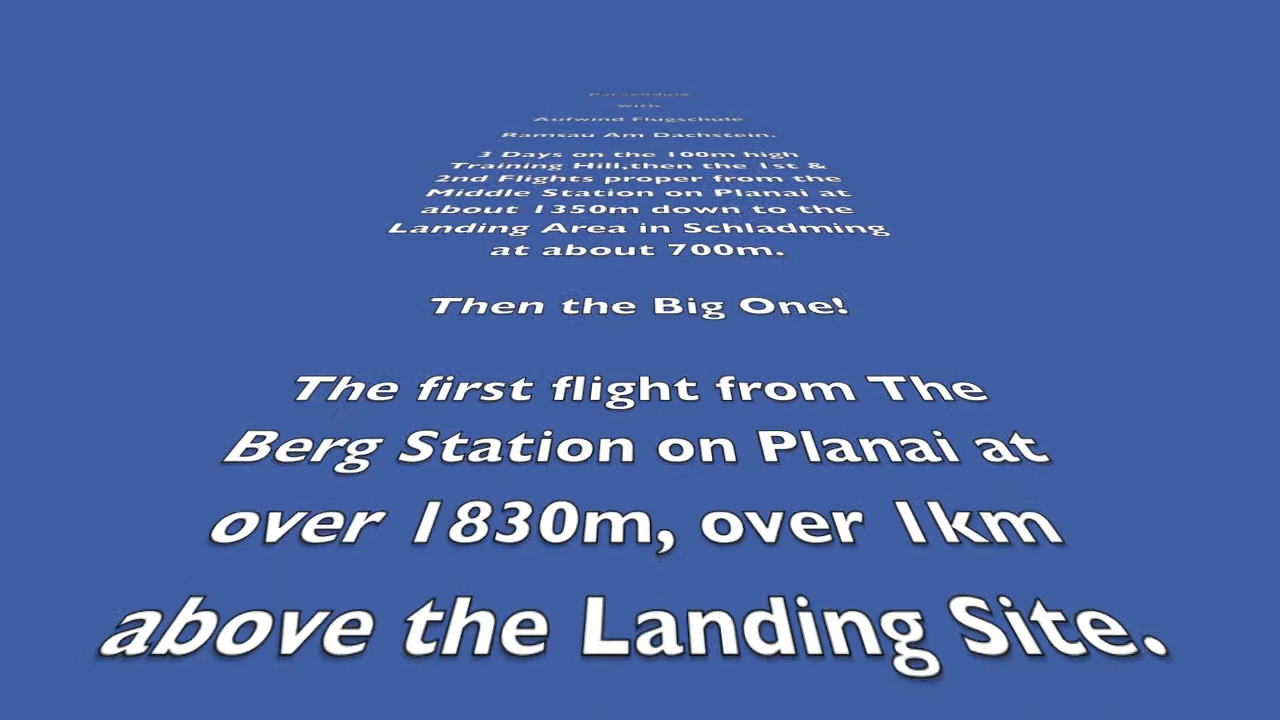 Paragliding
with
Aufwind Flugschule
Ramsau Am Dachstein.
3 Days on the 100m high
Training Hill,then the 1st &
2nd Flights proper from the
Middle Station on Planai at
about 1350m down to the
Landing Area in Schladming
at about 700m.
Then the Big One!
The first flight from The
Berg Station on Planai at
over 1830m, over 1km
above the Landing Site.